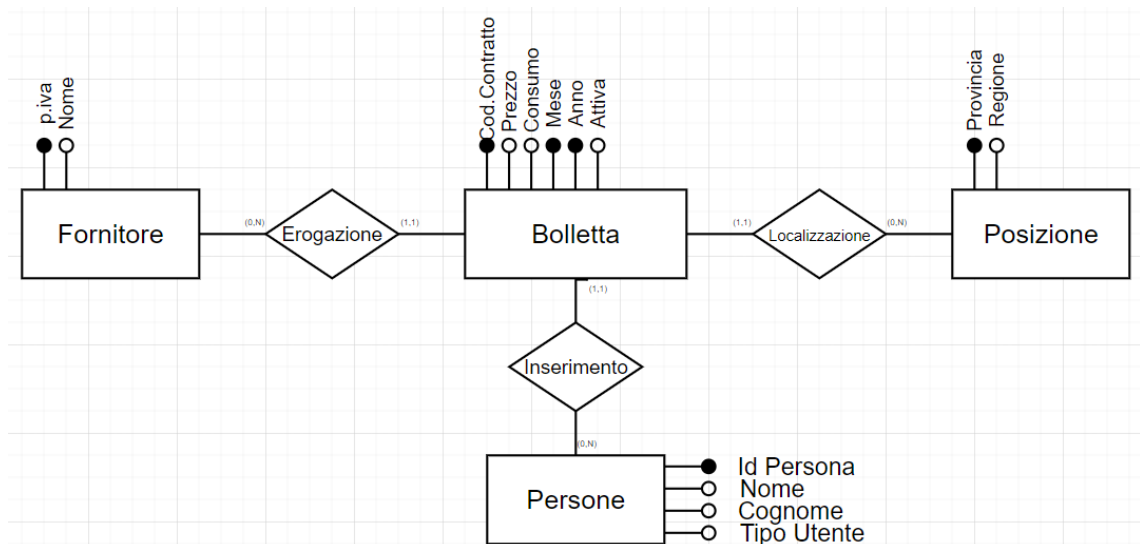 p.iva
Nome
Cod.Contratto
Prezzo
Consumo
Mese
Anno
Attiva
Provincia
Regione
Fornitore
(0,N)
Erogazione
(1,1)
Bolletta
(1,1)
Localizzazione
(0,N)
Posizione
(1,1)
Inserimento
(0,N)
Persone
Id Persona
Nome
Cognome
Tipo Utente